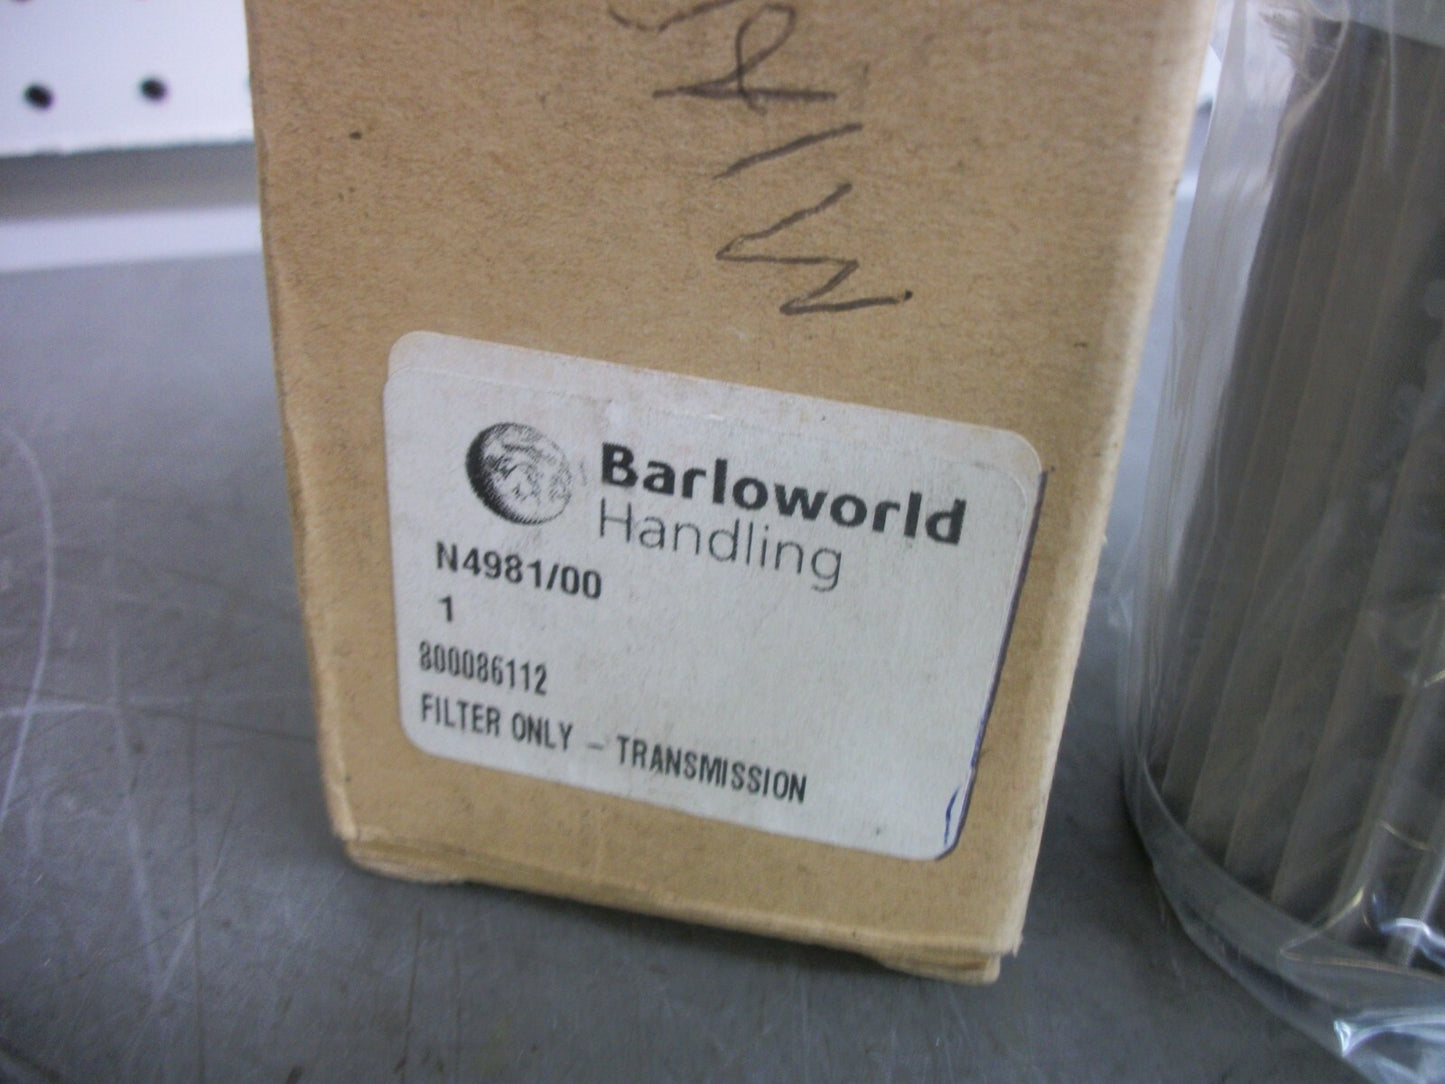 Barloworld
Handling
N4981/00
1
800086112
FILTER ONLY - TRANSMISSION